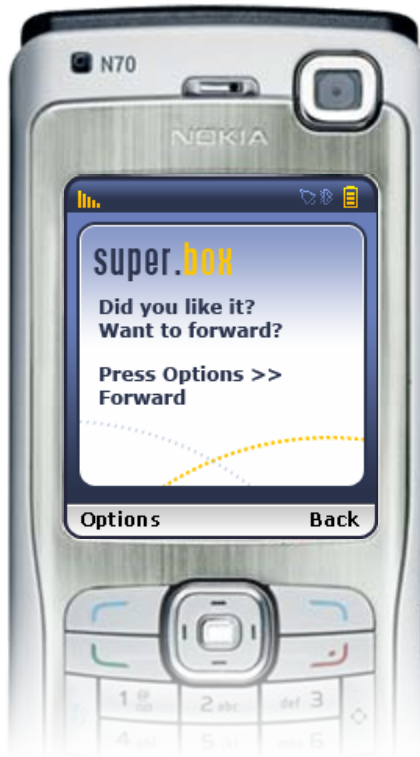 N70
NOKIA
super.box
Did you like it?
Want to forward?
Press Options >>
Forward
Options
Back
1
2 abc
def 3